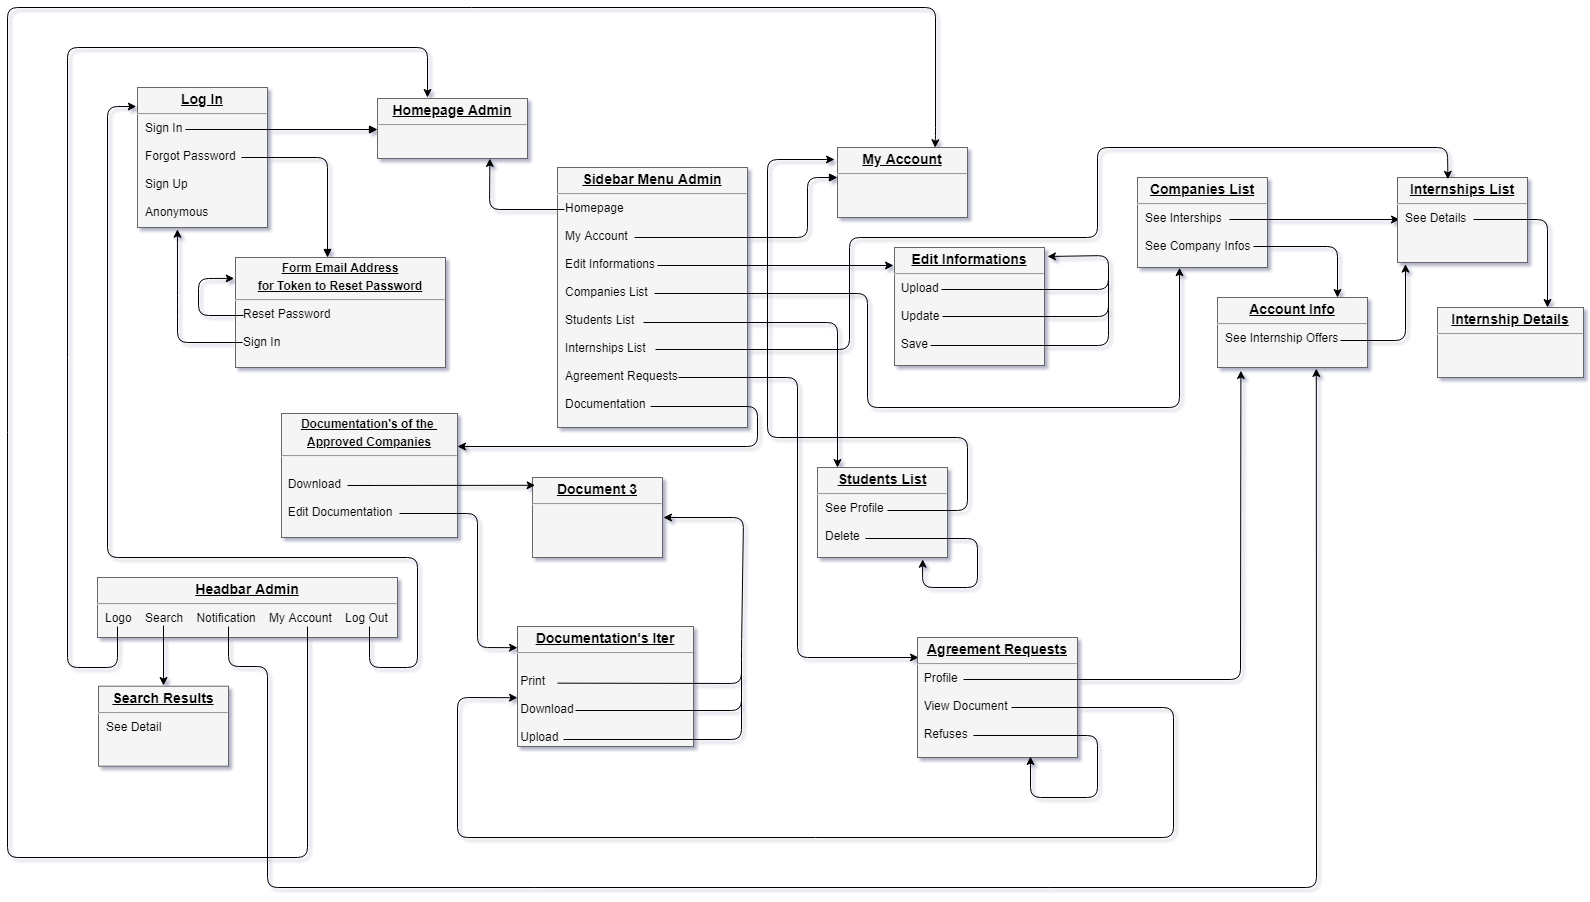 Log In
Sign In
Forgot Password
Sign Up
Anonymous
Homepage Admin
Form Email Address
for Token to Reset Password
Reset Password
Sign In
Sidebar Menu Admin
Homepage
My Account
Edit Informations
Companies List
Students List
Internships List
Agreement Requests
Documentation
My Account
Edit Informations
Upload
Update
Save
Companies List
See Interships
See Company Infos
Internships List
See Details
Account Info
See Internship Offers
Internship Details
Documentation's of the
Approved Companies
Download
Edit Documentation
Document 3
Students List
See Profile
Delete
Headbar Admin
Logo Search Notification My Account Log Out
Search Results
See Detail
Documentation's Iter
Print
Download
Upload
Agreement Requests
Profile
View Document
Refuses